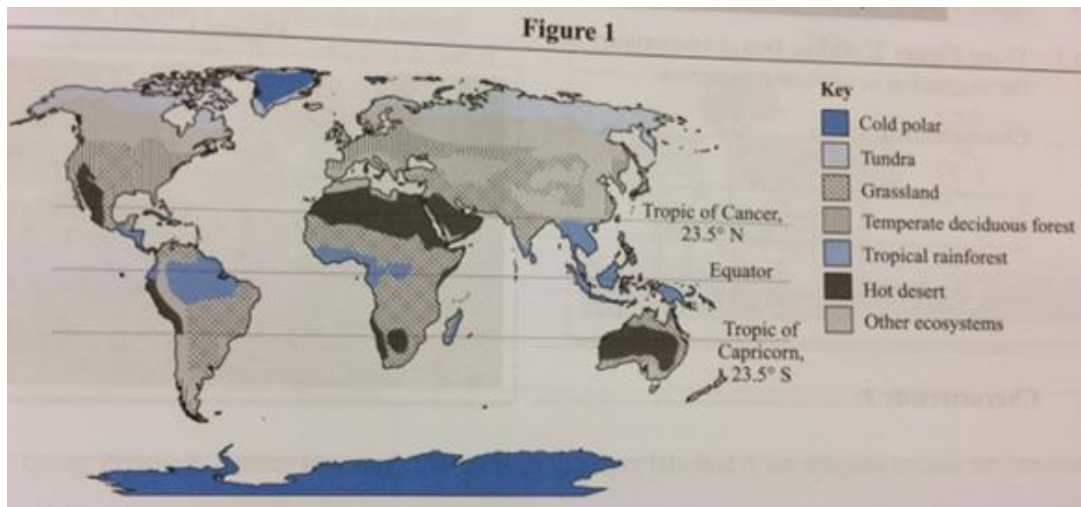 Figure 1
Key
Cold polar
Tundra
Grassland
Temperate deciduous forest
Tropical rainforest
Hot desert
Other ecosystems
Tropic of Cancer,
23.5° N
Equator
Tropic of
Capricorn,
23.5° S